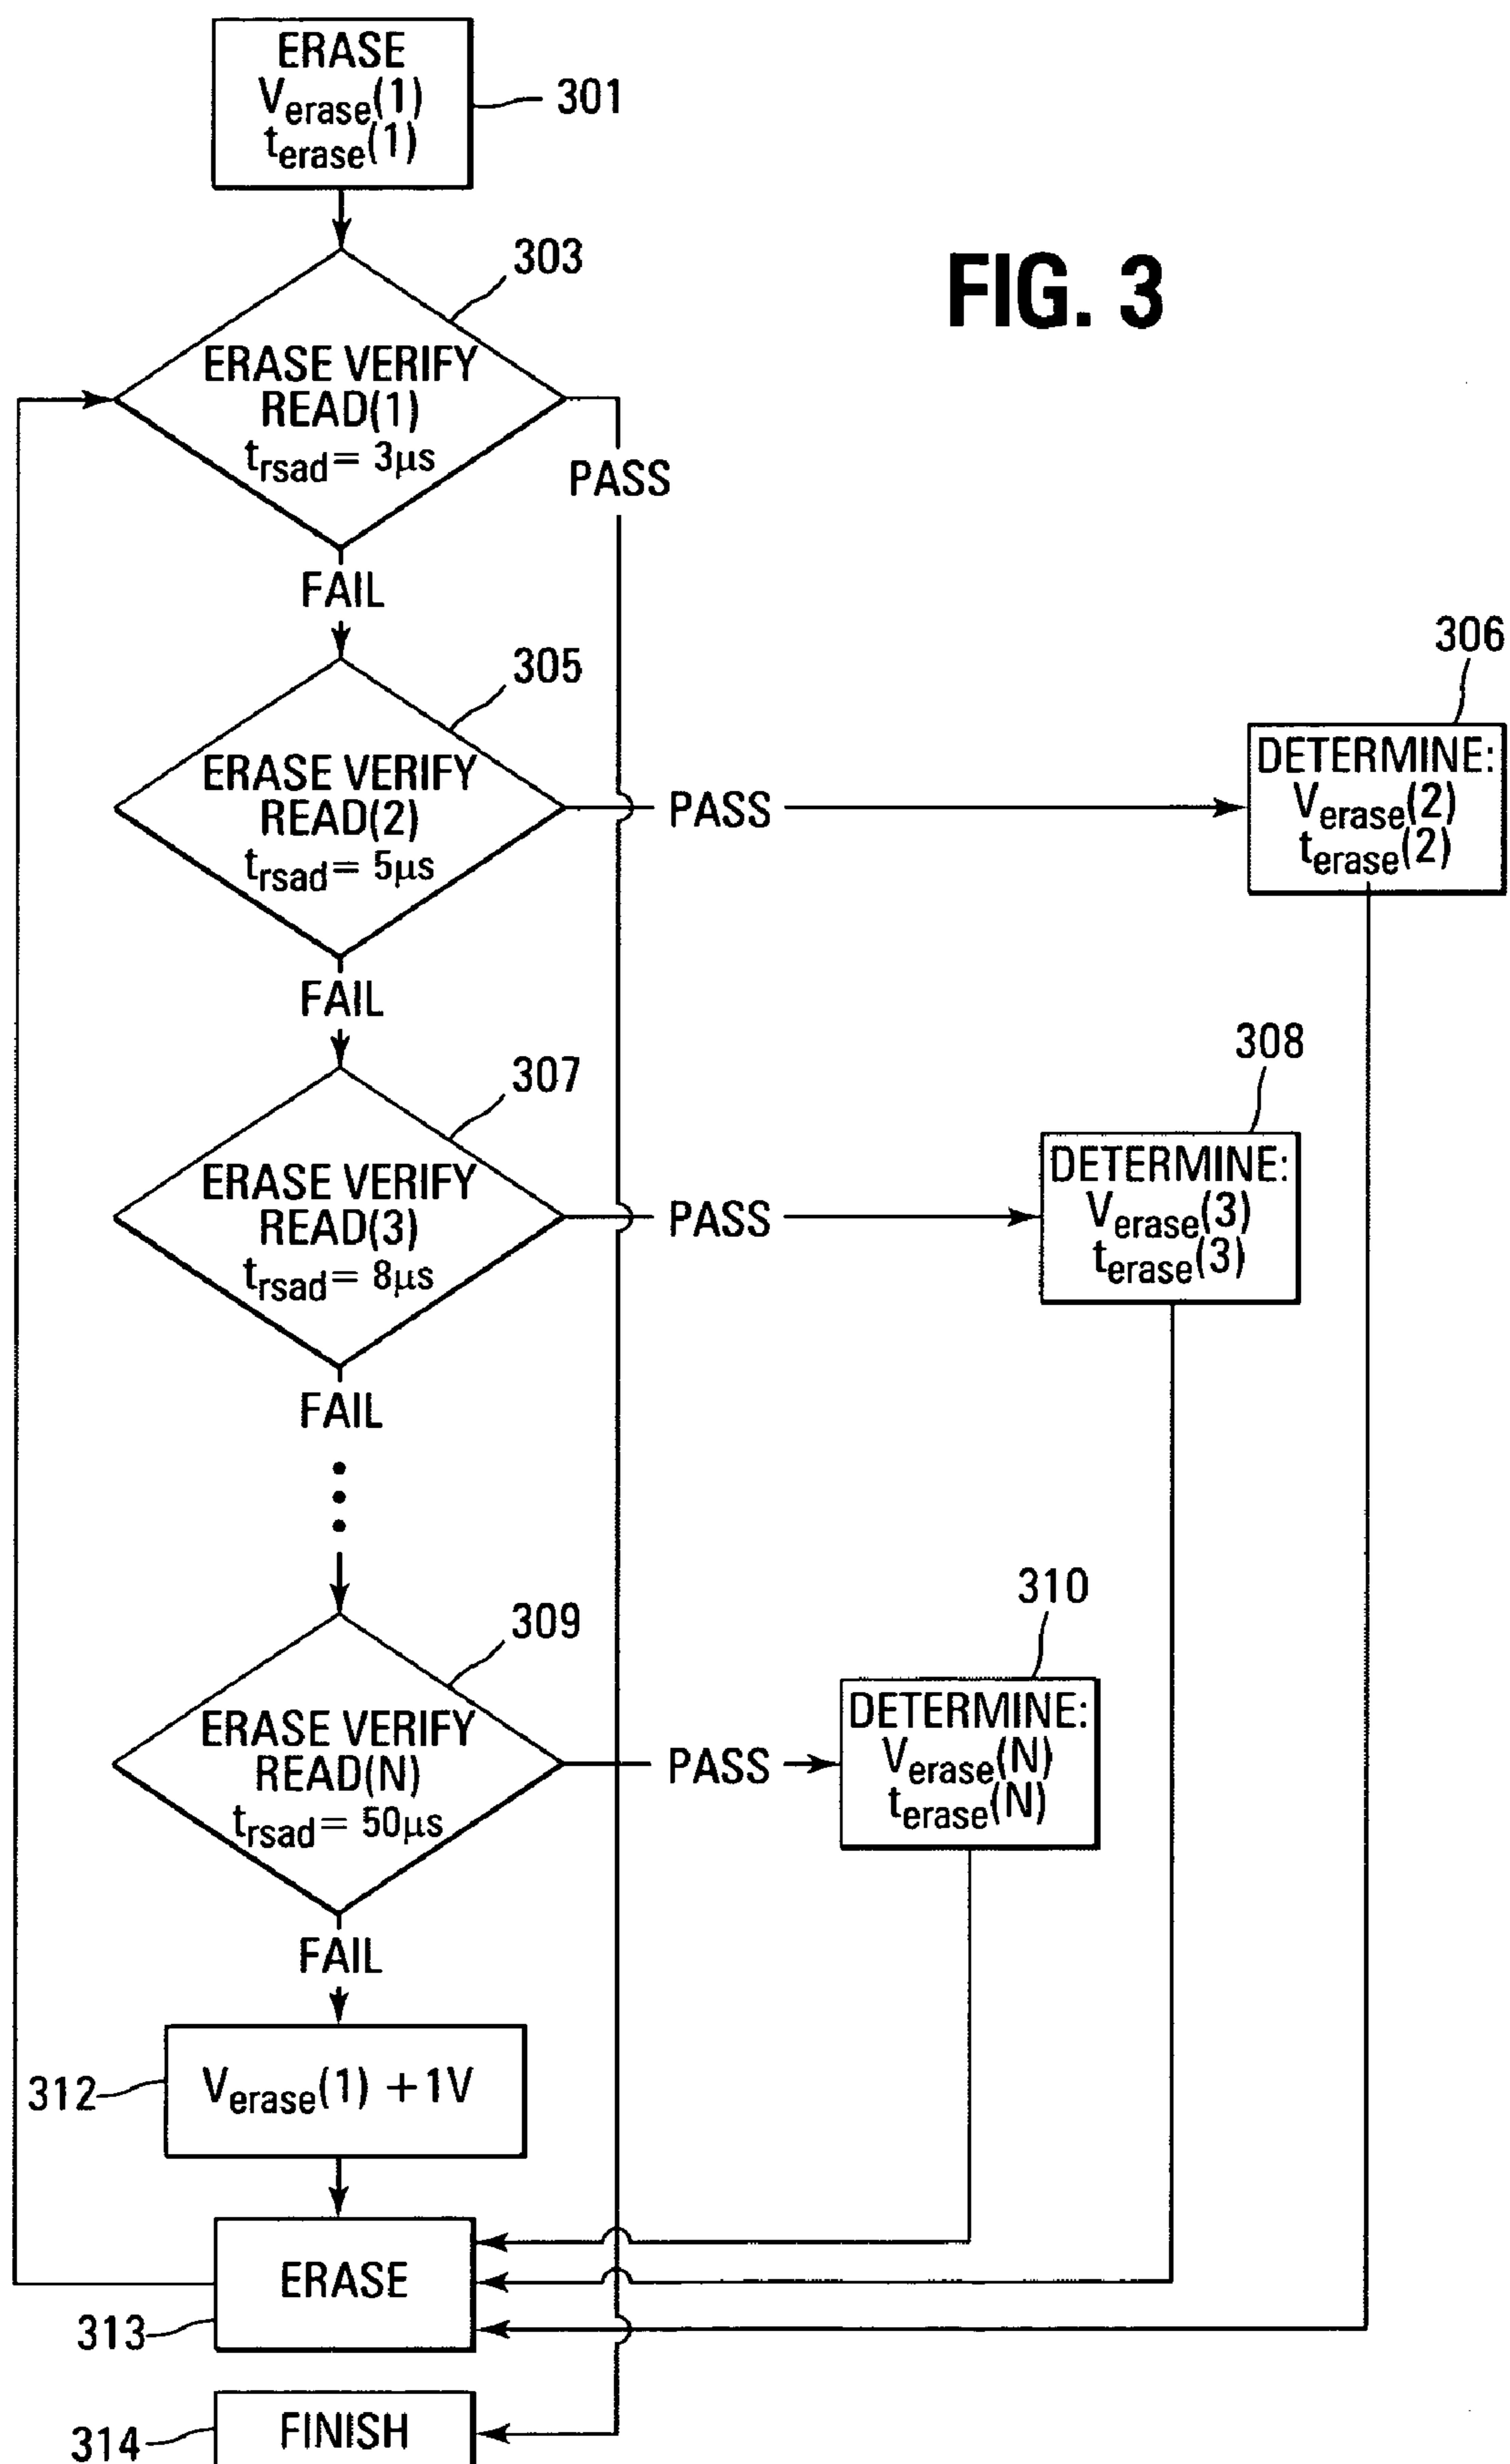 ERASE
Verase(1)
terase(1)
301
FIG. 3
303
ERASE VERIFY
READ(1)
trsad = 3µs
PASS
FAIL
305
ERASE VERIFY
READ(2)
trsad = 5µs
PASS
306
DETERMINE:
Verase(2)
terase(2)
FAIL
307
ERASE VERIFY
READ(3)
trsad = 8µs
PASS
308
DETERMINE:
Verase(3)
terase(3)
FAIL
309
ERASE VERIFY
READ(N)
trsad = 50µs
PASS
310
DETERMINE:
Verase(N)
terase(N)
FAIL
312
Verase(1) + 1V
ERASE
313
FINISH
314